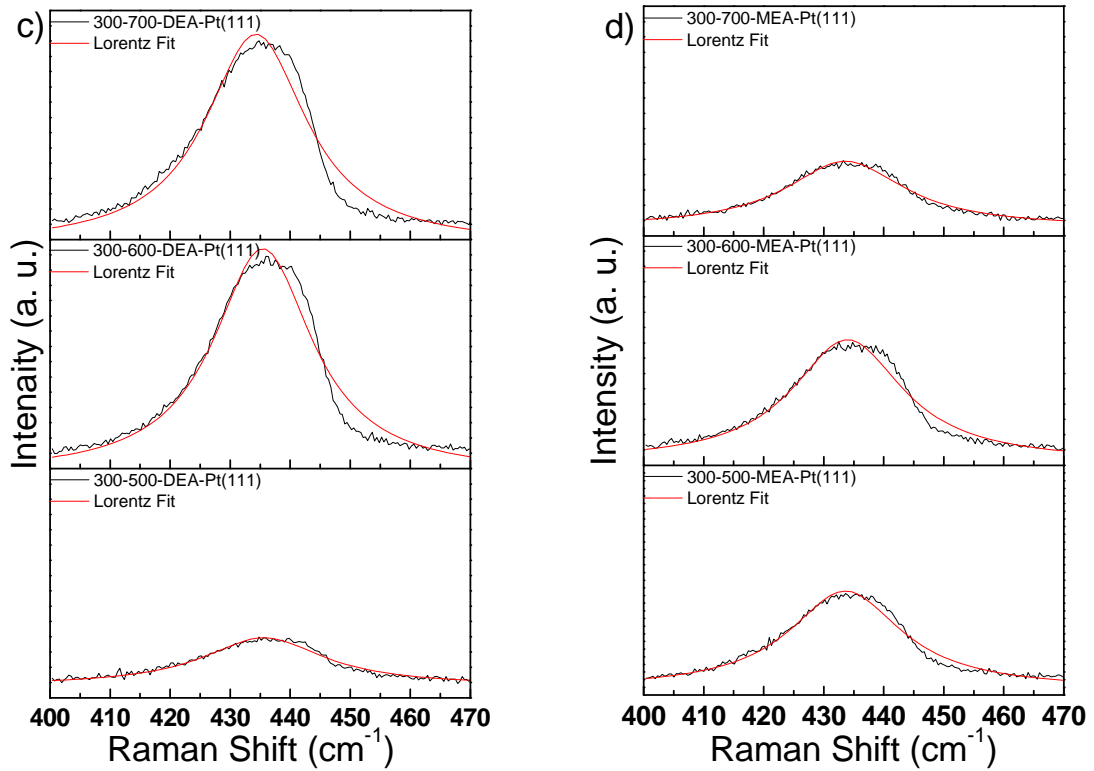 c)
300-700-DEA-Pt(111)
Lorentz Fit
300-600-DEA-Pt(111)
Lorentz Fit
300-500-DEA-Pt(111)
Lorentz Fit
Intenaity (a. u.)
400 410 420 430 440 450 460 470
Raman Shift (cm⁻¹)
d)
300-700-MEA-Pt(111)
Lorentz Fit
300-600-MEA-Pt(111)
Lorentz Fit
300-500-MEA-Pt(111)
Lorentz Fit
Intensity (a. u.)
400 410 420 430 440 450 460 470
Raman Shift (cm⁻¹)